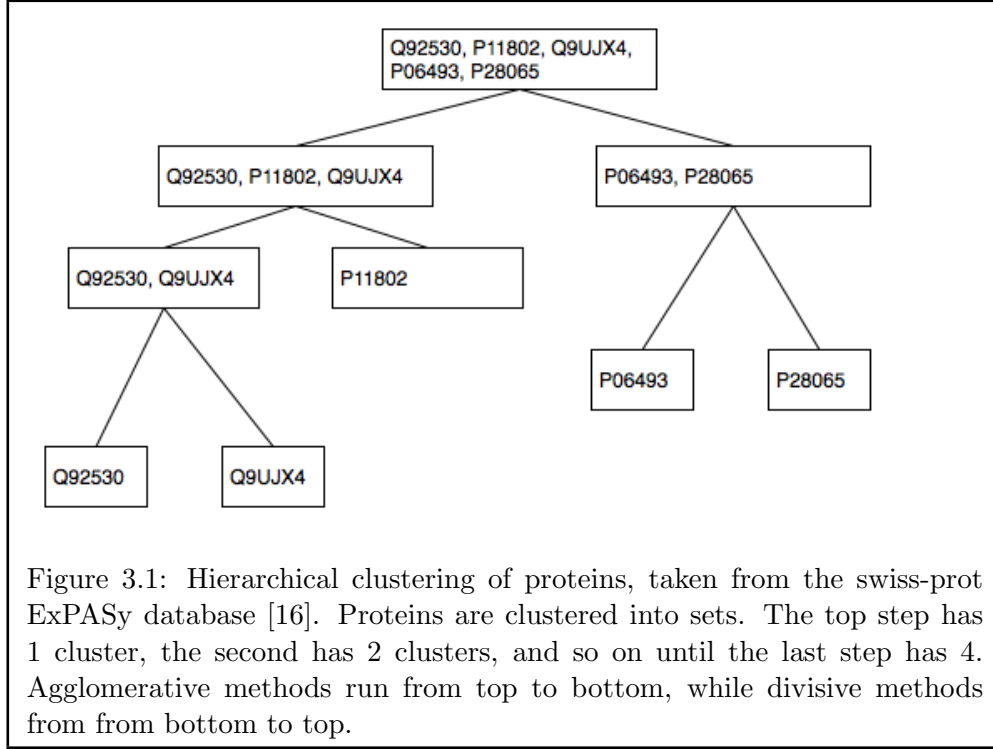 Q92530, P11802, Q9UJX4,
P06493, P28065
Q92530, P11802, Q9UJX4
P06493, P28065
Q92530, Q9UJX4
P11802
P06493
P28065
Q92530
Q9UJX4
Figure 3.1: Hierarchical clustering of proteins, taken from the swiss-prot
ExPASy database [16]. Proteins are clustered into sets. The top step has
1 cluster, the second has 2 clusters, and so on until the last step has 4.
Agglomerative methods run from top to bottom, while divisive methods
from from bottom to top.